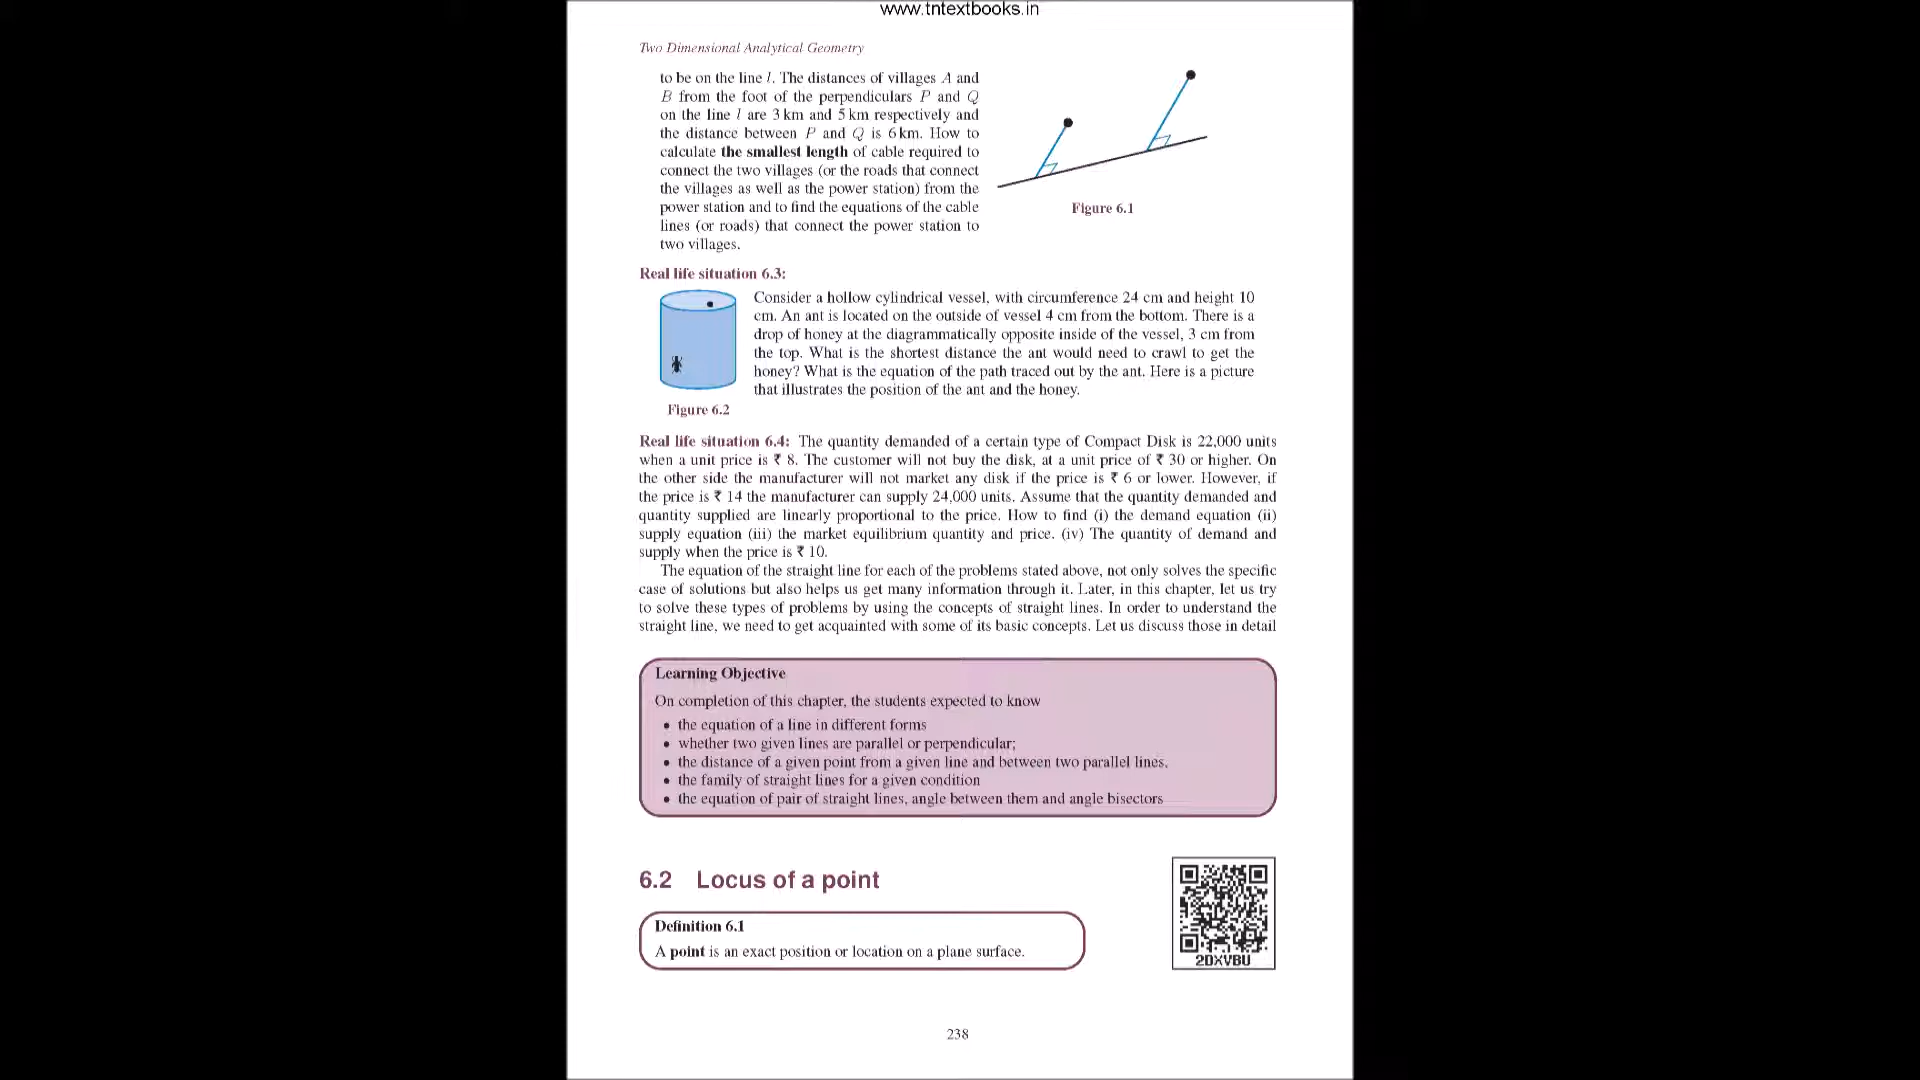 www.tntextbooks.in
Two Dimensional Analytical Geometry
to be on the line l. The distances of villages A and
B from the foot of the perpendiculars P and Q
on the line l are 3 km and 5 km respectively and
the distance between P and Q is 6 km. How to
calculate the smallest length of cable required to
connect the two villages (or the roads that connect
the villages as well as the power station) from the
power station and to find the equations of the cable
lines (or roads) that connect the power station to
two villages.
Figure 6.1
Real life situation 6.3:
Consider a hollow cylindrical vessel, with circumference 24 cm and height 10
cm. An ant is located on the outside of vessel 4 cm from the bottom. There is a
drop of honey at the diagrammatically opposite inside of the vessel, 3 cm from
the top. What is the shortest distance the ant would need to crawl to get the
honey? What is the equation of the path traced out by the ant. Here is a picture
that illustrates the position of the ant and the honey.
Figure 6.2
Real life situation 6.4: The quantity demanded of a certain type of Compact Disk is 22,000 units
when a unit price is ₹ 8. The customer will not buy the disk, at a unit price of ₹ 30 or higher. On
the other side the manufacturer will not market any disk if the price is ₹ 6 or lower. However, if
the price is ₹ 14 the manufacturer can supply 24,000 units. Assume that the quantity demanded and
quantity supplied are linearly proportional to the price. How to find (i) the demand equation (ii)
supply equation (iii) the market equilibrium quantity and price. (iv) The quantity of demand and
supply when the price is ₹ 10.
The equation of the straight line for each of the problems stated above, not only solves the specific
case of solutions but also helps us get many information through it. Later, in this chapter, let us try
to solve these types of problems by using the concepts of straight lines. In order to understand the
straight line, we need to get acquainted with some of its basic concepts. Let us discuss those in detail
Learning Objective
On completion of this chapter, the students expected to know
• the equation of a line in different forms
• whether two given lines are parallel or perpendicular;
• the distance of a given point from a given line and between two parallel lines.
• the family of straight lines for a given condition
• the equation of pair of straight lines, angle between them and angle bisectors
6.2 Locus of a point
Definition 6.1
A point is an exact position or location on a plane surface.
2DXVBU
238